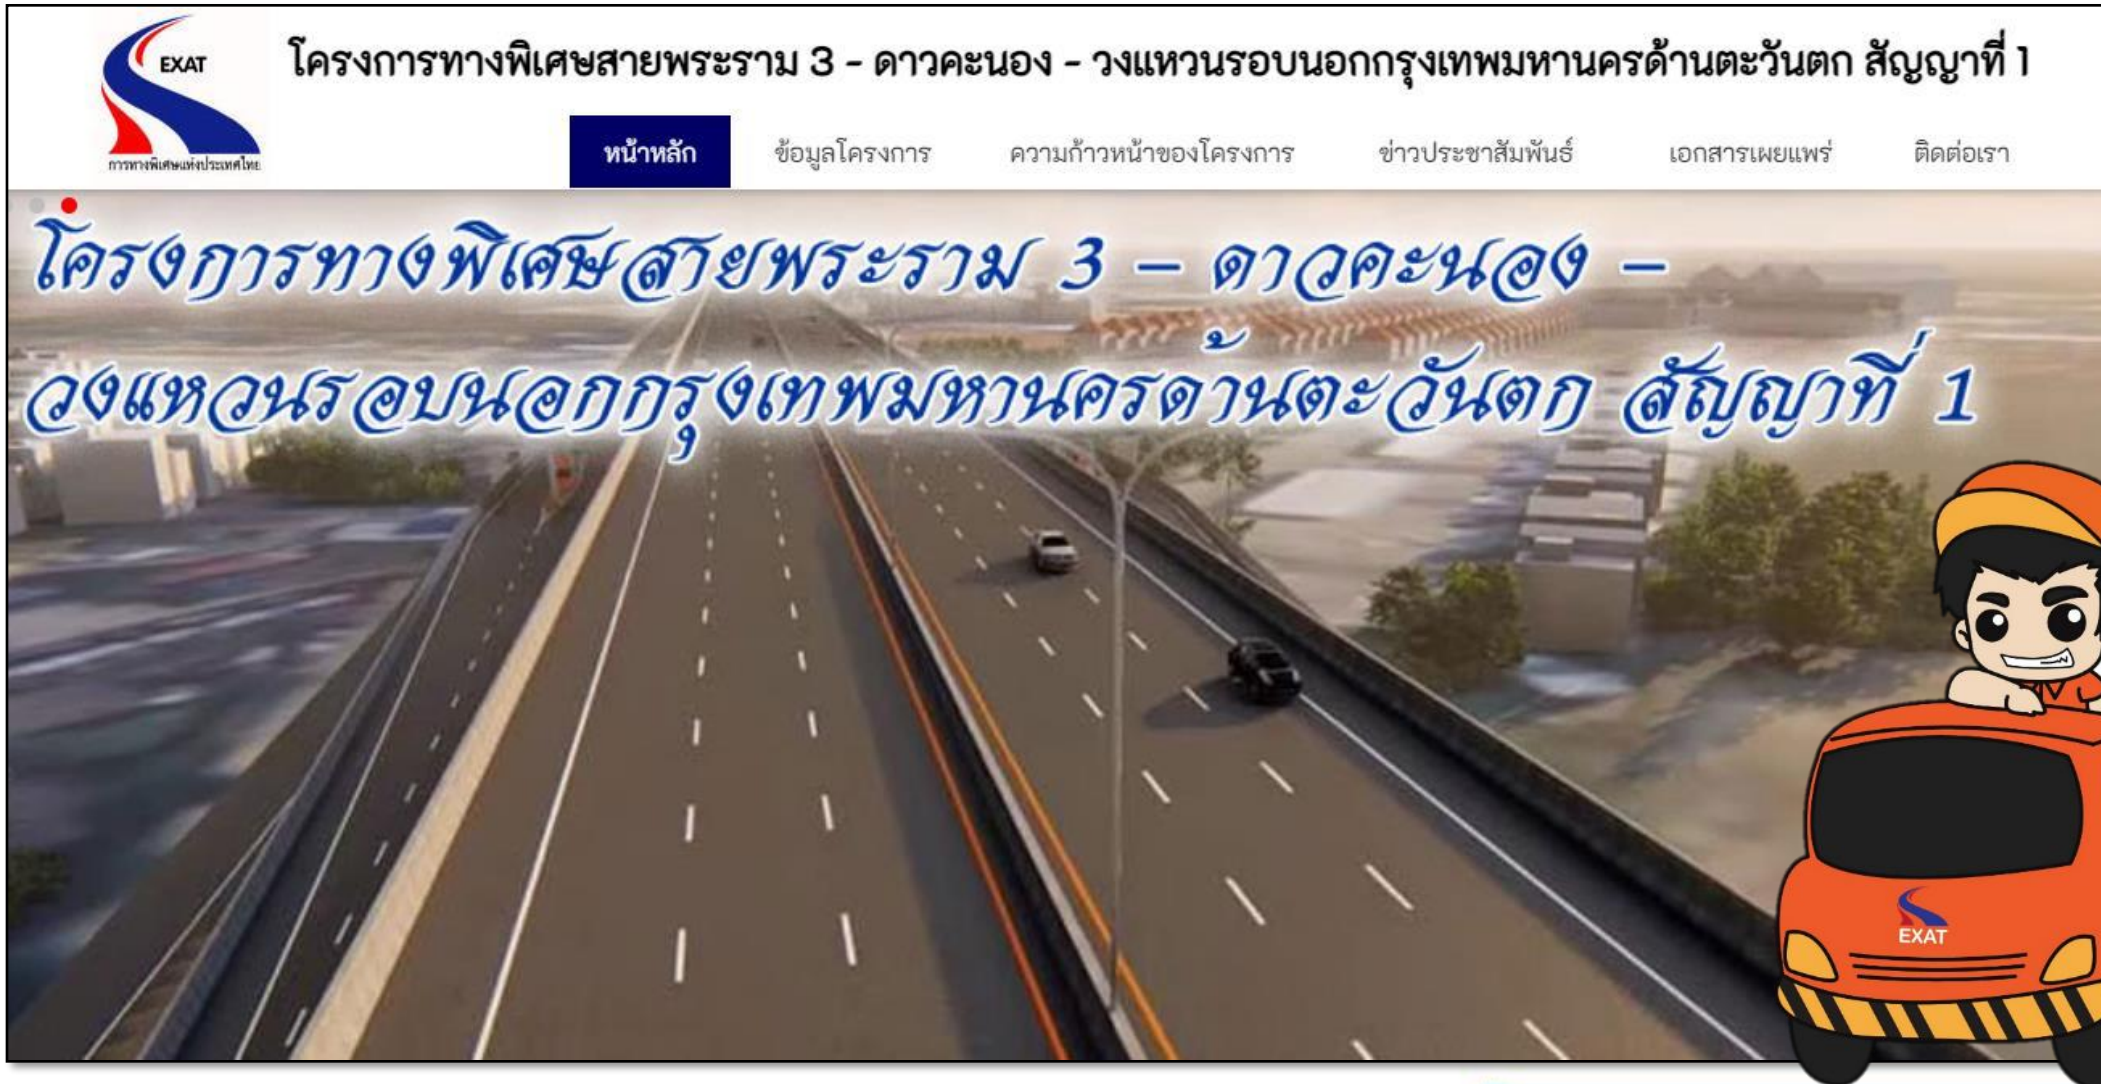 EXAT
การทางพิเศษแห่งประเทศไทย
โครงการทางพิเศษสายพระราม 3 - ดาวคะนอง - วงแหวนรอบนอกกรุงเทพมหานครด้านตะวันตก สัญญาที่ 1
หน้าหลัก ข้อมูลโครงการ ความก้าวหน้าของโครงการ ข่าวประชาสัมพันธ์ เอกสารเผยแพร่ ติดต่อเรา
โครงการทางพิเศษสายพระราม 3 – ดาวคะนอง –
วงแหวนรอบนอกกรุงเทพมหานครด้านตะวันตก สัญญาที่ 1
EXAT